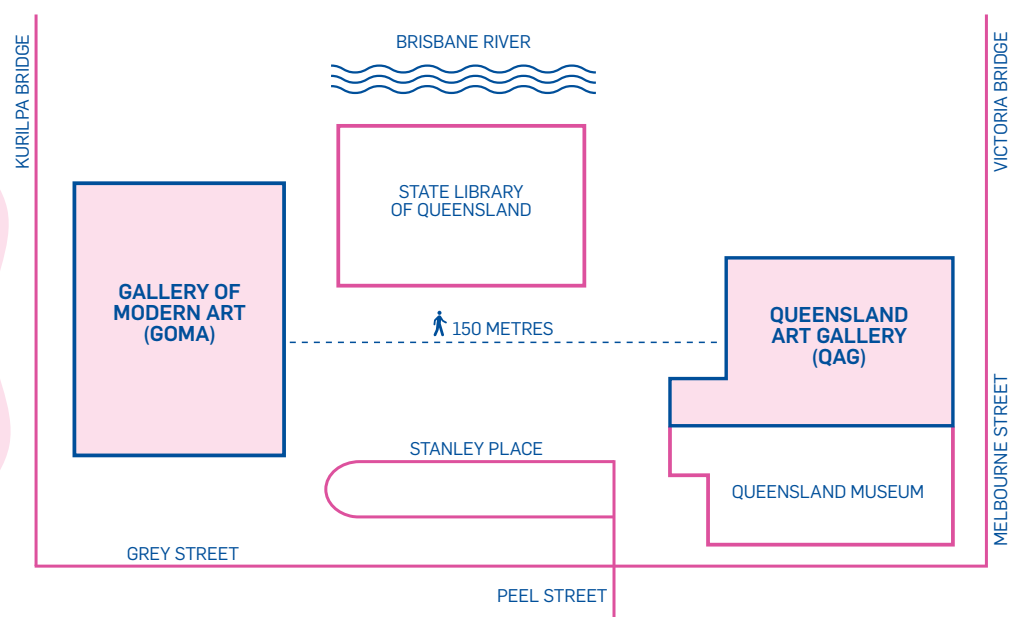 BRISBANE RIVER
KURILPA BRIDGE
VICTORIA BRIDGE
STATE LIBRARY
OF QUEENSLAND
GALLERY OF
MODERN ART
(GOMA)
150 METRES
QUEENSLAND
ART GALLERY
(QAG)
STANLEY PLACE
QUEENSLAND MUSEUM
MELBOURNE STREET
GREY STREET
PEEL STREET